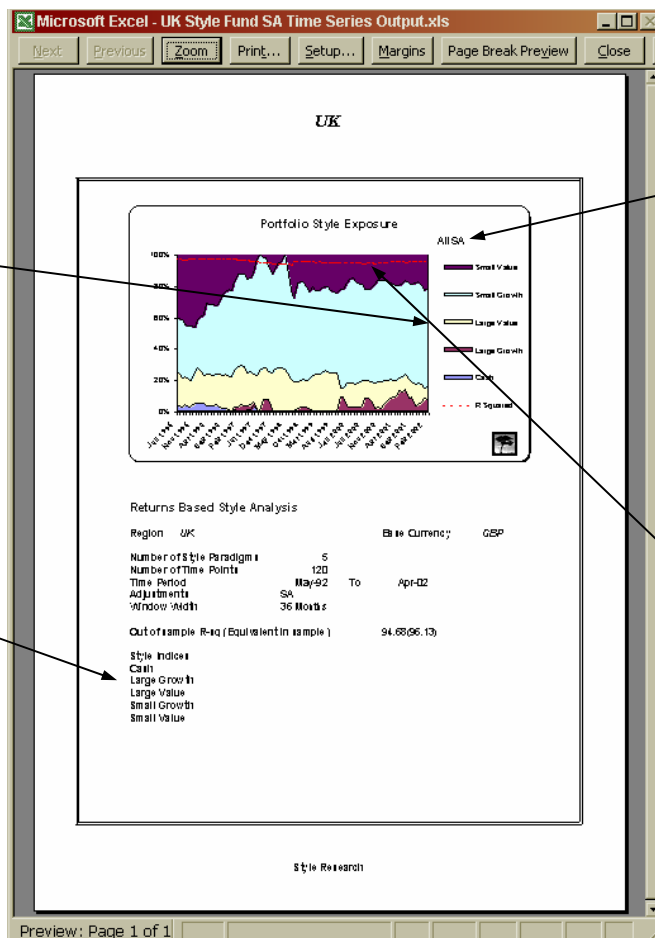 Microsoft Excel - UK Style Fund SA Time Series Output.xls
Next Previous Zoom Print... Setup... Margins Page Break Preview Close
UK
Portfolio Style Exposure
All SA
100%
80%
60%
40%
20%
0%
Small Value
Small Growth
Large Value
Large Growth
Cash
R Squared
Returns Based Style Analysis
Region UK Base Currency GBP
Number of Style Paradigms 5
Number of Time Points 120
Time Period May-92 To Apr-02
Adjustments SA
Window Width 36 Months
Out of sample R-sq (Equivalent in sample) 94.68(96.13)
Style Indices
Cash
Large Growth
Large Value
Small Growth
Small Value
Style Research
Preview: Page 1 of 1